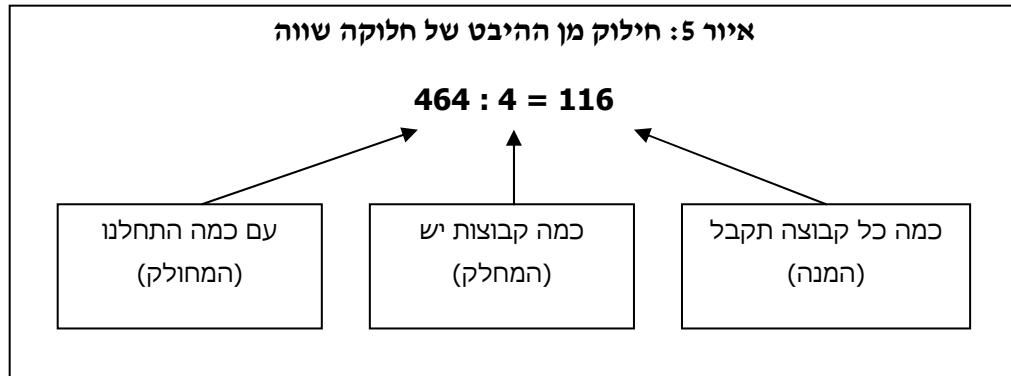 איור 5: חילוק מן ההיבט של חלוקה שווה
464 : 4 = 116
כמה כל קבוצה תקבל
(המנה)
כמה קבוצות יש
(המחלק)
עם כמה התחלנו
(המחולק)